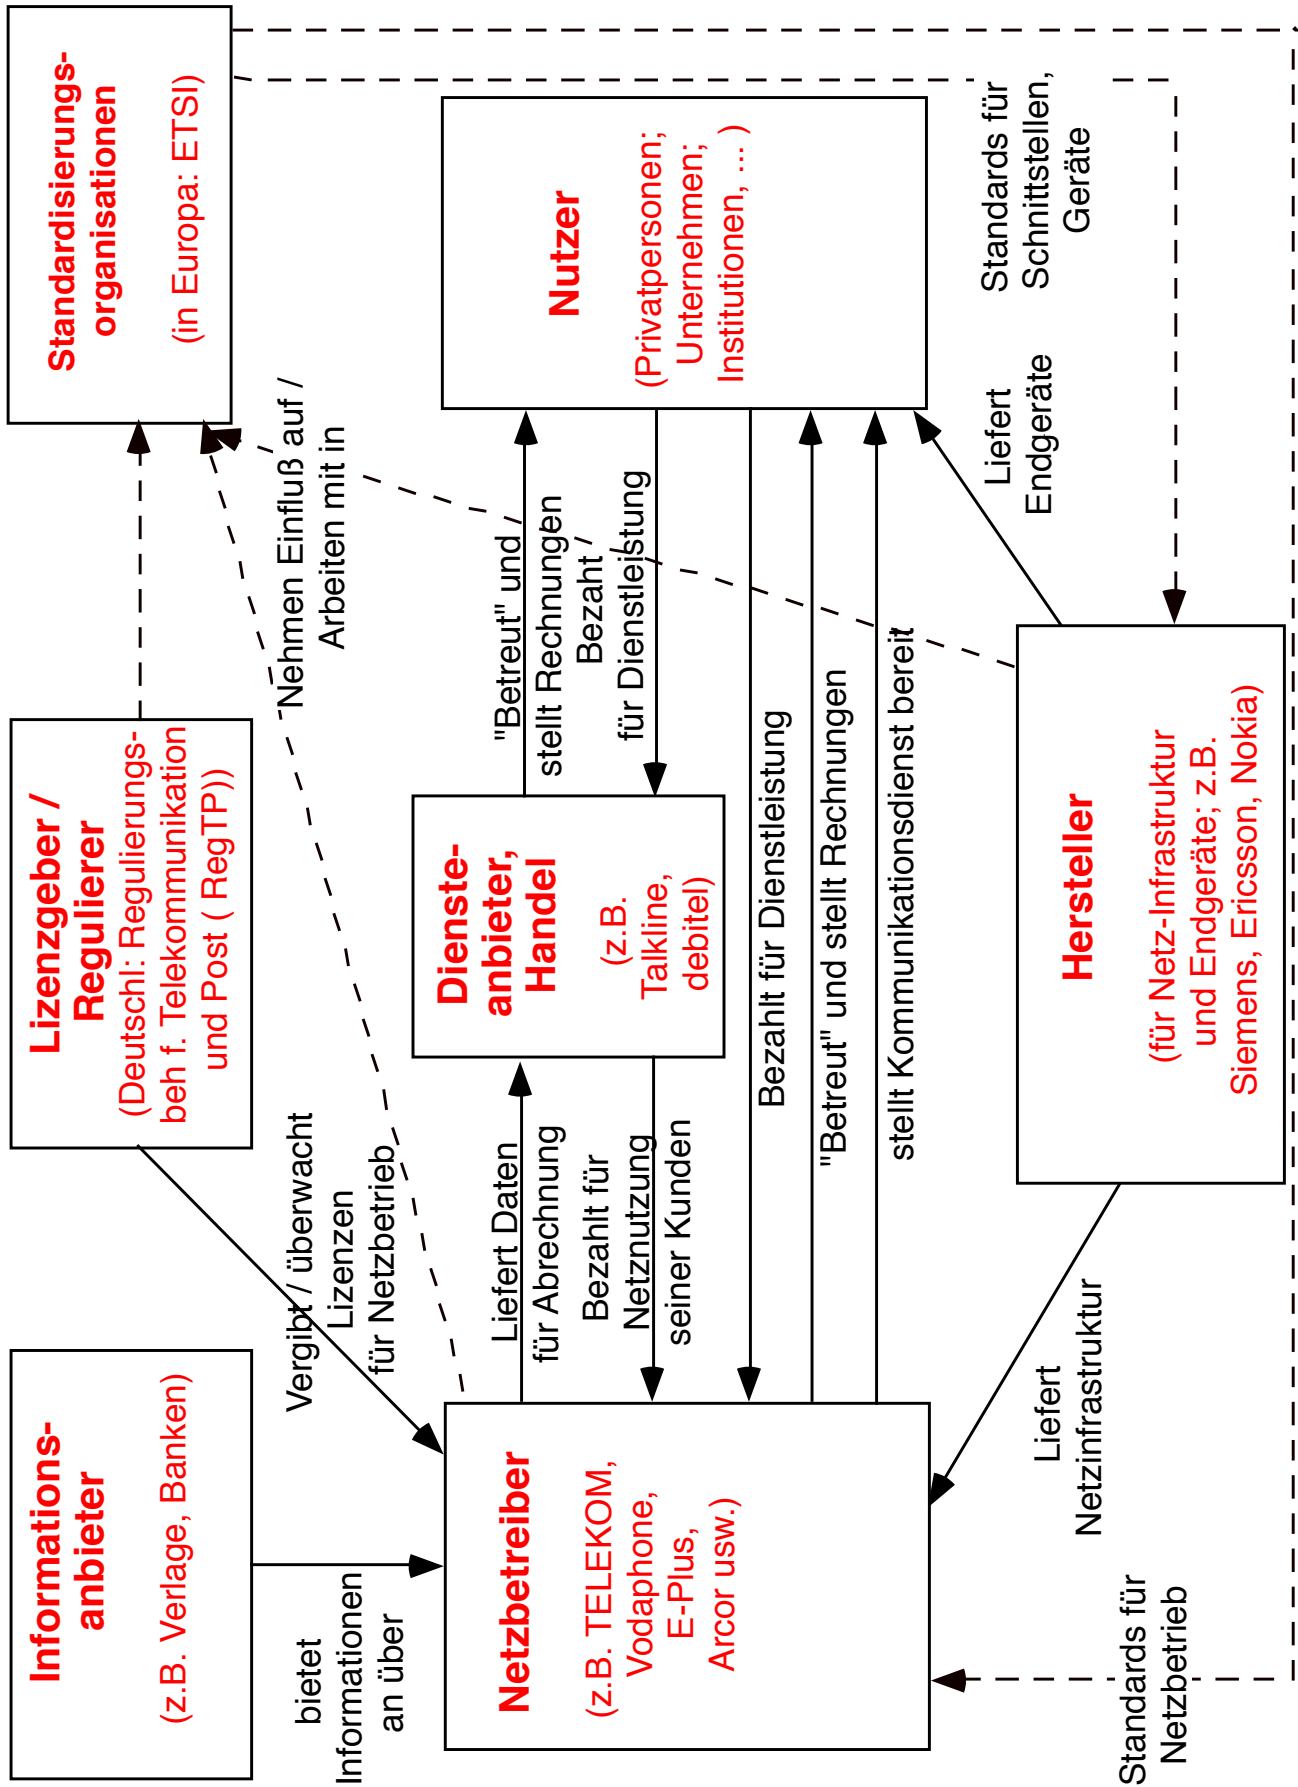 Informations-
anbieter
(z.B. Verlage, Banken)
Lizenzgeber /
Regulierer
(Deutschl: Regulierungs-
beh f. Telekommunikation
und Post ( RegTP))
Standardisierungs-
organisationen
(in Europa: ETSI)
bietet
Informationen
an über
Vergibt / überwacht
Lizenzen
für Netzbetrieb
Nehmen Einfluß auf /
Arbeiten mit in
Netzbetreiber
(z.B. TELEKOM,
Vodaphone,
E-Plus,
Arcor usw.)
Liefert Daten
für Abrechnung
Bezahlt für
Netznutzung
seiner Kunden
Dienste-
anbieter,
Handel
(z.B.
Talkline,
debitel)
"Betreut" und
stellt Rechnungen
Bezaht
für Dienstleistung
Nutzer
(Privatpersonen;
Unternehmen;
Institutionen, ... )
Bezahlt für Dienstleistung
"Betreut" und stellt Rechnungen
stellt Kommunikationsdienst bereit
Liefert
Netzinfrastruktur
Hersteller
(für Netz-Infrastruktur
und Endgeräte; z.B.
Siemens, Ericsson, Nokia)
Liefert
Endgeräte
Standards für
Schnittstellen,
Geräte
Standards für
Netzbetrieb